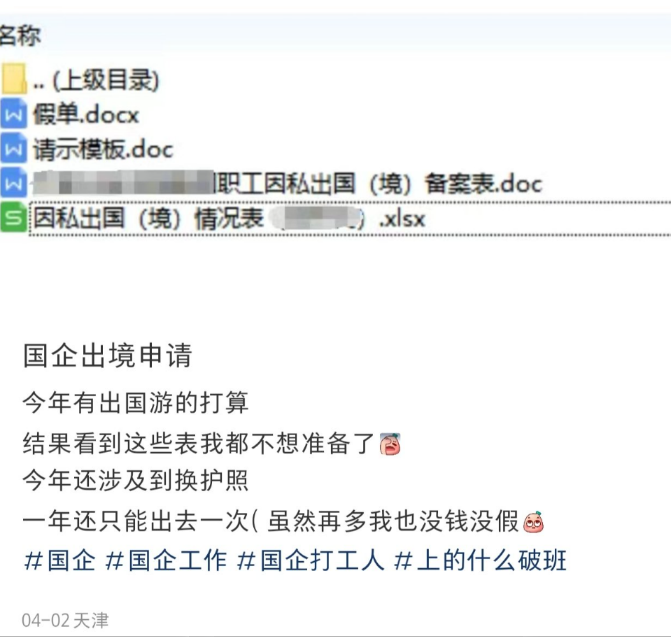 名称
.. (上级目录)
假单.docx
请示模板.doc
职工因私出国（境）备案表.doc
因私出国（境）情况表（ ）.xlsx
国企出境申请
今年有出国游的打算
结果看到这些表我都不想准备了
今年还涉及到换护照
一年还只能出去一次( 虽然再多我也没钱没假
#国企 #国企工作 #国企打工人 #上的什么破班
04-02 天津